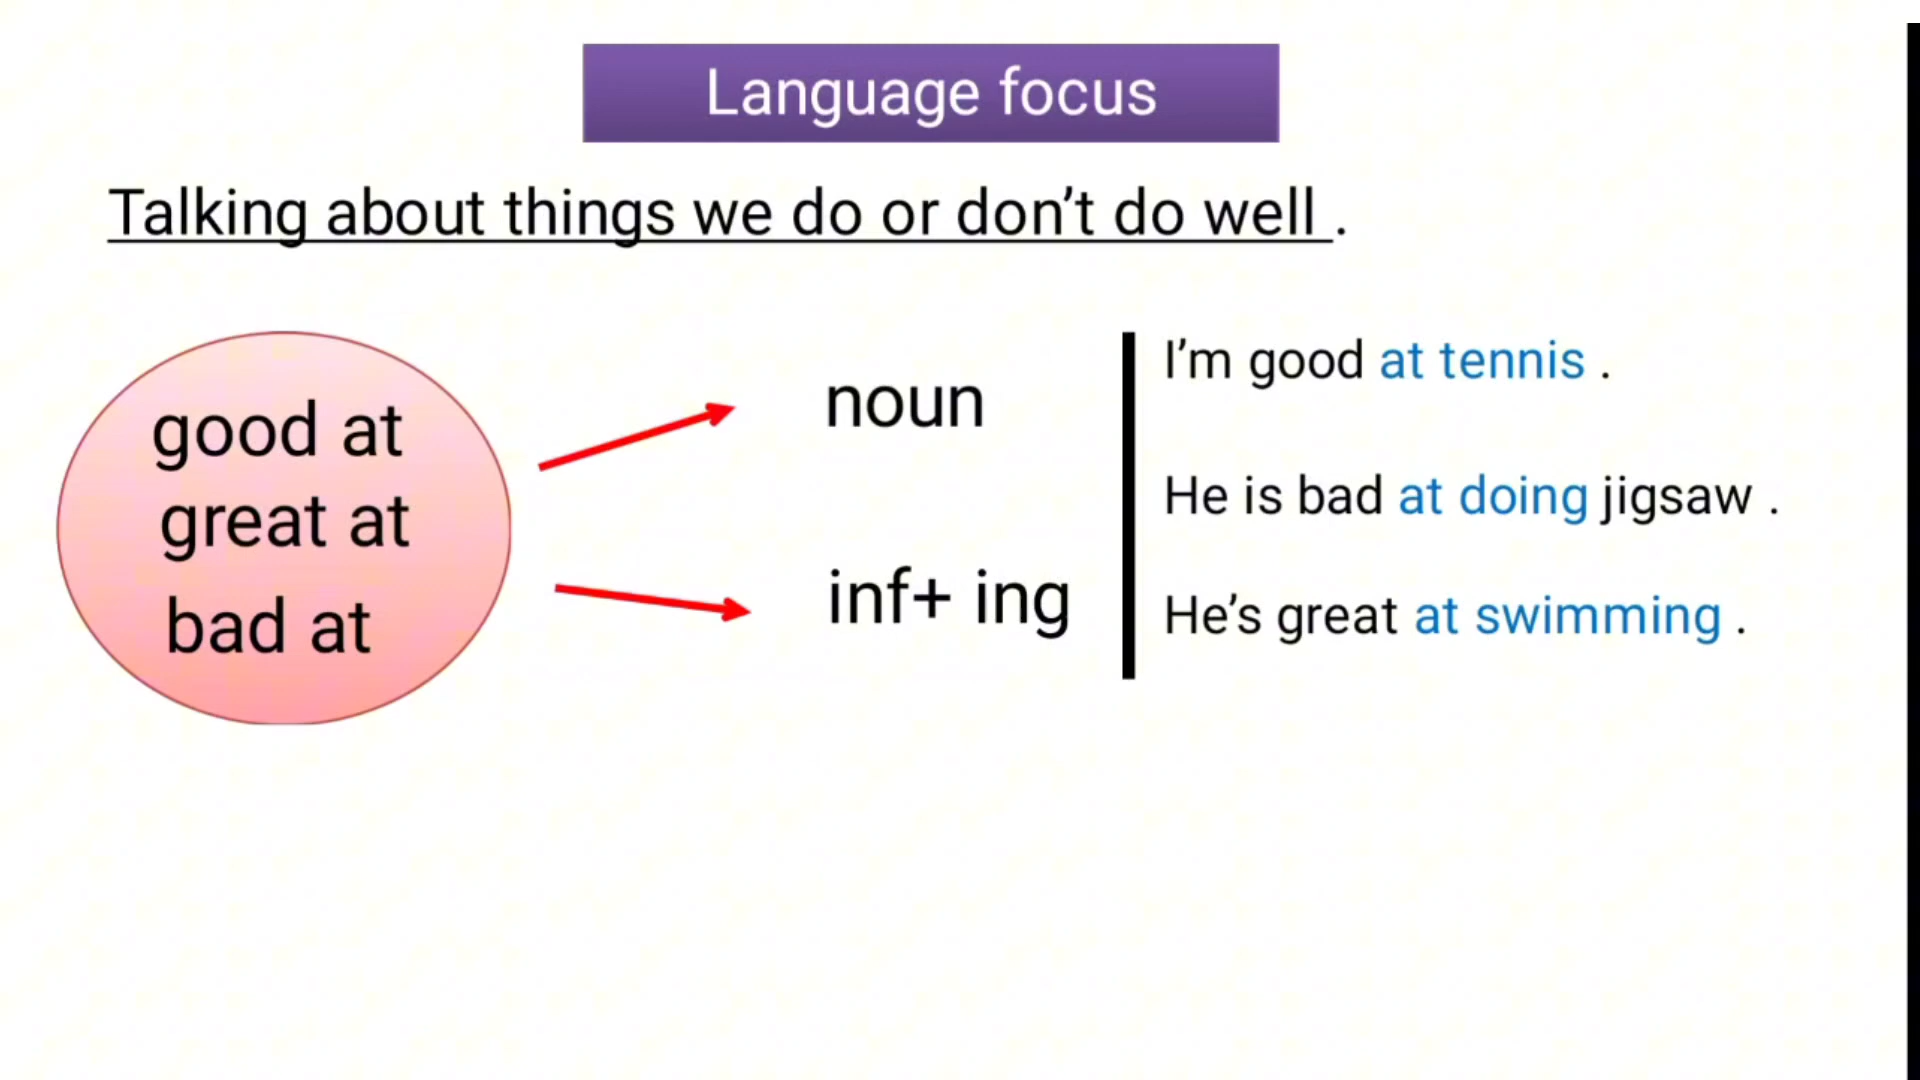 Language focus
Talking about things we do or don't do well .
good at
great at
bad at
noun
inf+ ing
I'm good at tennis .
He is bad at doing jigsaw .
He's great at swimming .